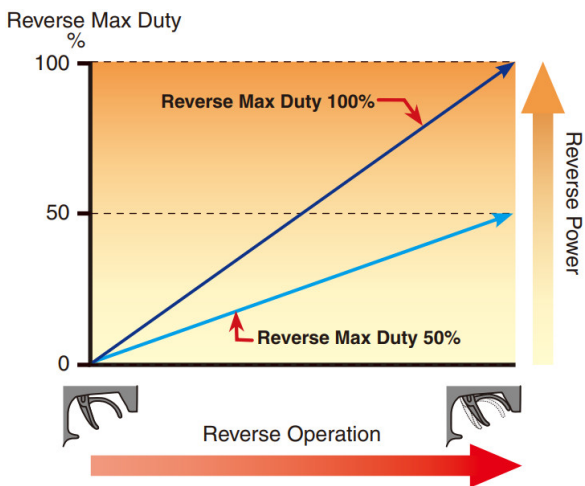 Reverse Max Duty
%
100
Reverse Max Duty 100%
50
Reverse Max Duty 50%
0
Reverse Power
Reverse Operation